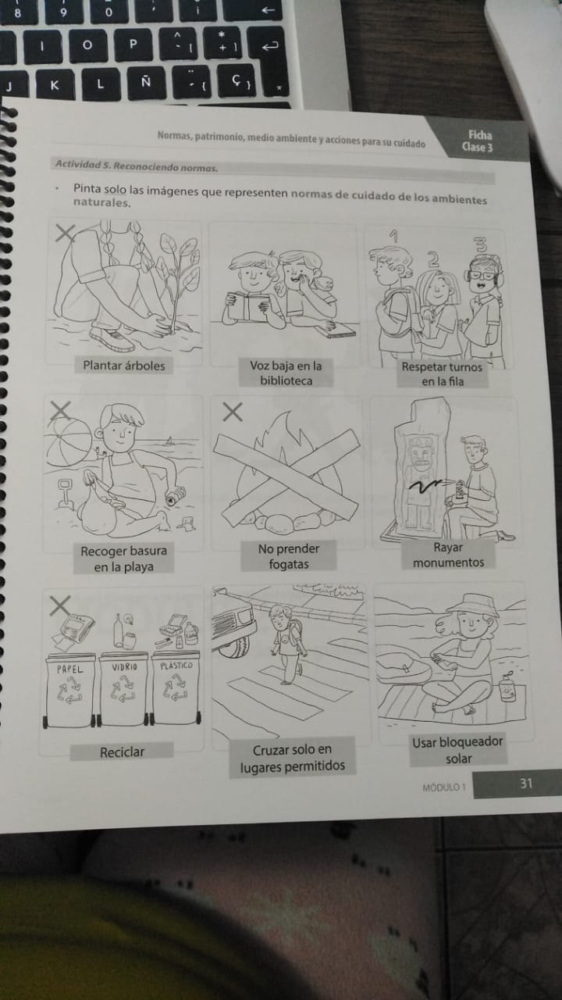 8 9 0 ' ¡ ←
I O P ^ ` [ * + ]
J K L Ñ ¨ ´ { Ç }
Normas, patrimonio, medio ambiente y acciones para su cuidado
Ficha
Clase 3
Actividad 5. Reconociendo normas.
· Pinta solo las imágenes que representen normas de cuidado de los ambientes
naturales.
1 2 3
Plantar árboles
Voz baja en la
biblioteca
Respetar turnos
en la fila
Recoger basura
en la playa
No prender
fogatas
Rayar
monumentos
PAPEL
VIDRIO
PLÁSTICO
Reciclar
Cruzar solo en
lugares permitidos
Usar bloqueador
solar
MÓDULO 1
31